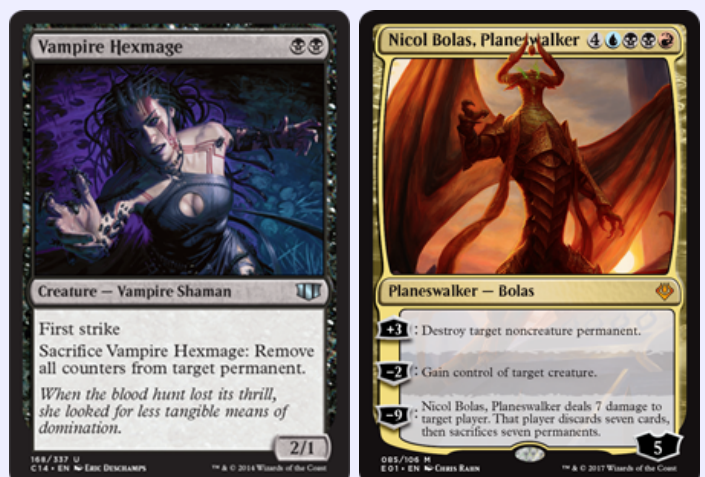 Vampire Hexmage
Creature — Vampire Shaman
First strike
Sacrifice Vampire Hexmage: Remove
all counters from target permanent.
When the blood hunt lost its thrill,
she looked for less tangible means of
domination.
2/1
168/337 U
C14 • EN ERIC DESCHAMPS
™ & © 2014 Wizards of the Coast
Nicol Bolas, Planeswalker 4
Planeswalker — Bolas
+3 : Destroy target noncreature permanent.
−2 : Gain control of target creature.
−9 : Nicol Bolas, Planeswalker deals 7 damage to
target player. That player discards seven cards,
then sacrifices seven permanents.
5
085/106 M
E01 • EN CHRIS RAHN
™ & © 2017 Wizards of the Coast